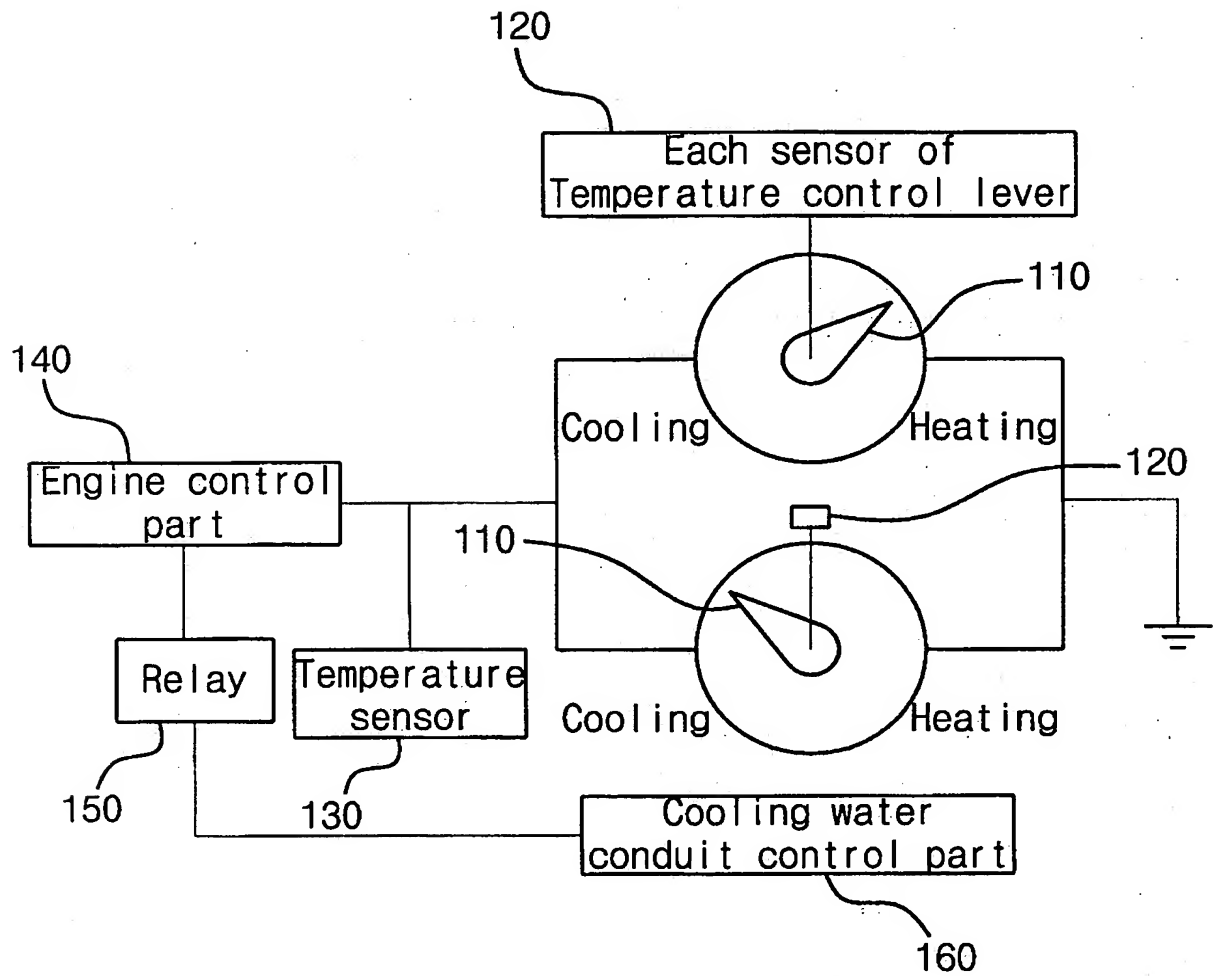 120
Each sensor of
Temperature control lever
110
140
Cooling
Heating
Engine control
part
120
110
Relay
Temperature
sensor
Cooling
Heating
150
130
Cooling water
conduit control part
160